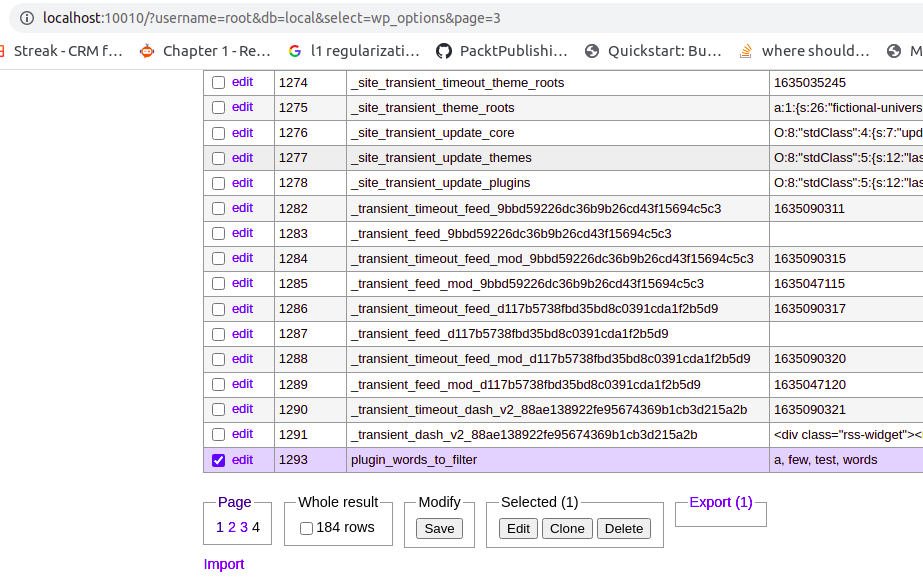 localhost:10010/?username=root&db=local&select=wp_options&page=3
Streak - CRM f... Chapter 1 - Re... l1 regularizati... PacktPublishi... Quickstart: Bu... where should... M
edit 1274 _site_transient_timeout_theme_roots 1635035245
edit 1275 _site_transient_theme_roots a:1:{s:26:"fictional-univers
edit 1276 _site_transient_update_core O:8:"stdClass":4:{s:7:"upd
edit 1277 _site_transient_update_themes O:8:"stdClass":5:{s:12:"las
edit 1278 _site_transient_update_plugins O:8:"stdClass":5:{s:12:"las
edit 1282 _transient_timeout_feed_9bbd59226dc36b9b26cd43f15694c5c3 1635090311
edit 1283 _transient_feed_9bbd59226dc36b9b26cd43f15694c5c3
edit 1284 _transient_timeout_feed_mod_9bbd59226dc36b9b26cd43f15694c5c3 1635090315
edit 1285 _transient_feed_mod_9bbd59226dc36b9b26cd43f15694c5c3 1635047115
edit 1286 _transient_timeout_feed_d117b5738fbd35bd8c0391cda1f2b5d9 1635090317
edit 1287 _transient_feed_d117b5738fbd35bd8c0391cda1f2b5d9
edit 1288 _transient_timeout_feed_mod_d117b5738fbd35bd8c0391cda1f2b5d9 1635090320
edit 1289 _transient_feed_mod_d117b5738fbd35bd8c0391cda1f2b5d9 1635047120
edit 1290 _transient_timeout_dash_v2_88ae138922fe95674369b1cb3d215a2b 1635090321
edit 1291 _transient_dash_v2_88ae138922fe95674369b1cb3d215a2b <div class="rss-widget"><
edit 1293 plugin_words_to_filter a, few, test, words
Page Whole result Modify Selected (1) Export (1)
1 2 3 4 184 rows Save Edit Clone Delete
Import